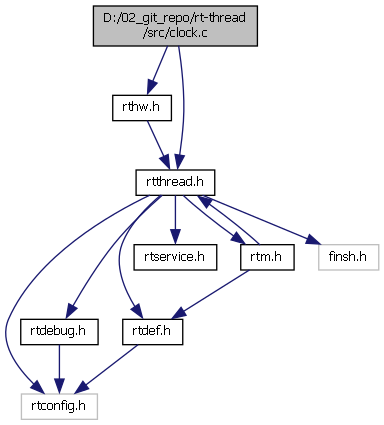 D:/02_git_repo/rt-thread
/src/clock.c
rthw.h
rtthread.h
rtservice.h
rtm.h
finsh.h
rtdebug.h
rtdef.h
rtconfig.h